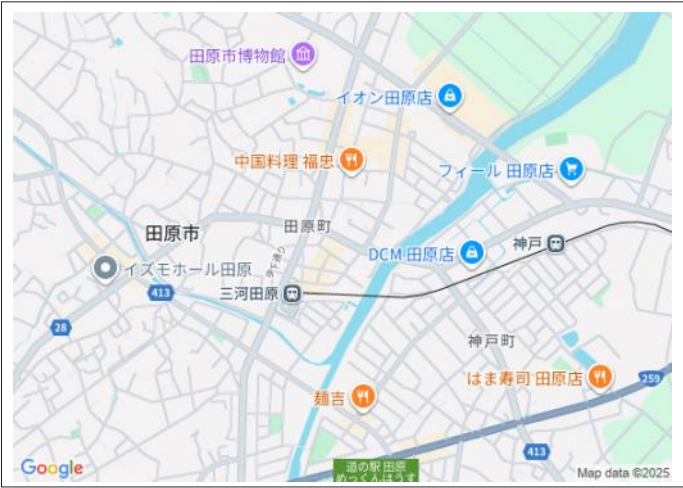 田原市博物館
イオン田原店
中国料理 福忠
フィール 田原店
田原町
田原市
DCM 田原店
神戸
イズモホール田原
三河田原
413
28
神戸町
はま寿司 田原店
259
麺吉
413
道の駅 田原
めっくんはうす
Google
Map data ©2025